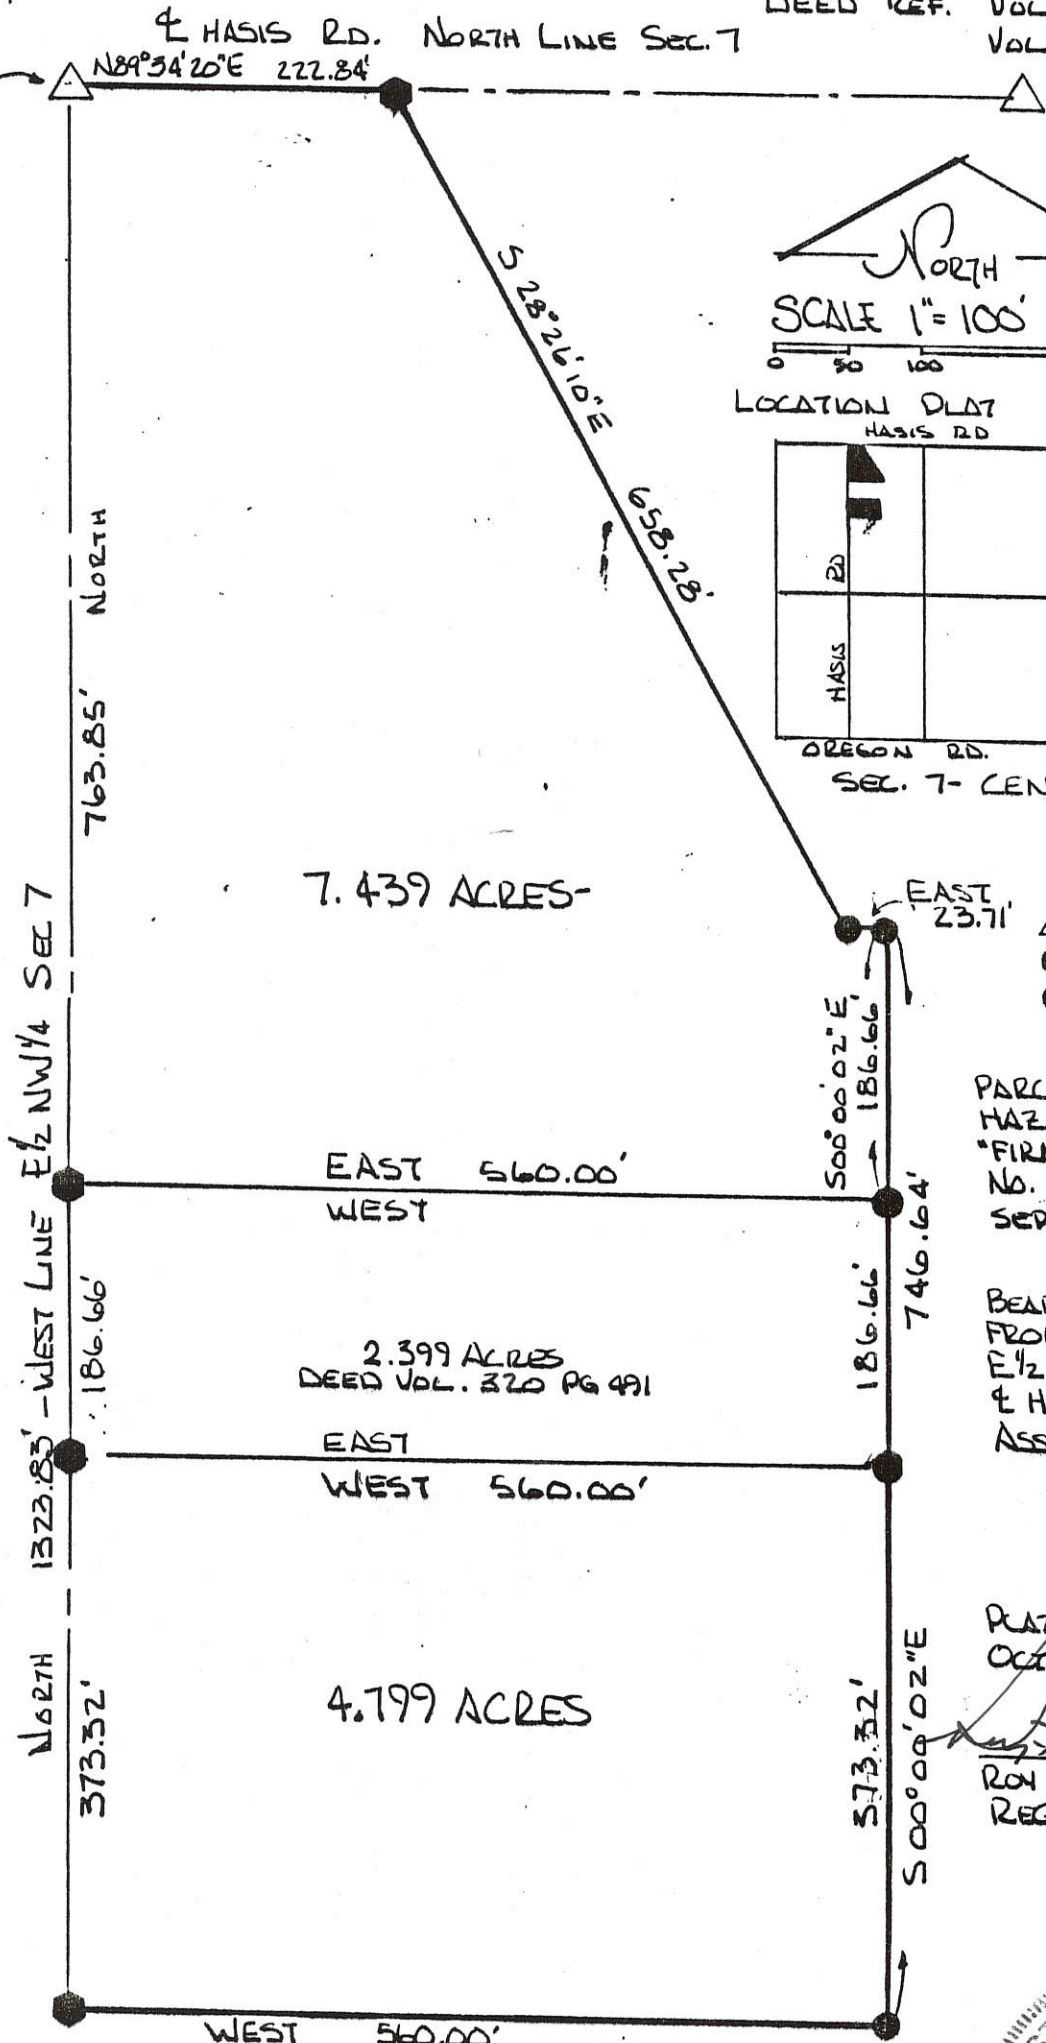 DEED REF. VOL
VOL
℄ HASIS RD. NORTH LINE SEC. 7
N89°34'20"E 222.84'
S 28°26'10"E 658.28'
NORTH
SCALE 1"=100'
0 50 100
LOCATION PLAT
HASIS RD
HASIS RD
OREGON RD.
SEC. 7- CEN
763.85' NORTH
7.439 ACRES-
EAST
23.71'
S00°00'02"E
186.66'
PARC
HAZ
"FIR
No.
SEP
EAST 560.00'
WEST
746.64'
NORTH 1323.83' - WEST LINE E½ NW¼ SEC 7
186.66'
186.66'
2.399 ACRES
DEED VOL. 320 PG 491
BEA
FRO
E½
℄ H
ASS
EAST
WEST 560.00'
373.32'
4.799 ACRES
373.32'
S00°00'02"E
PLAT
OCT
ROY
REG
WEST 560.00'